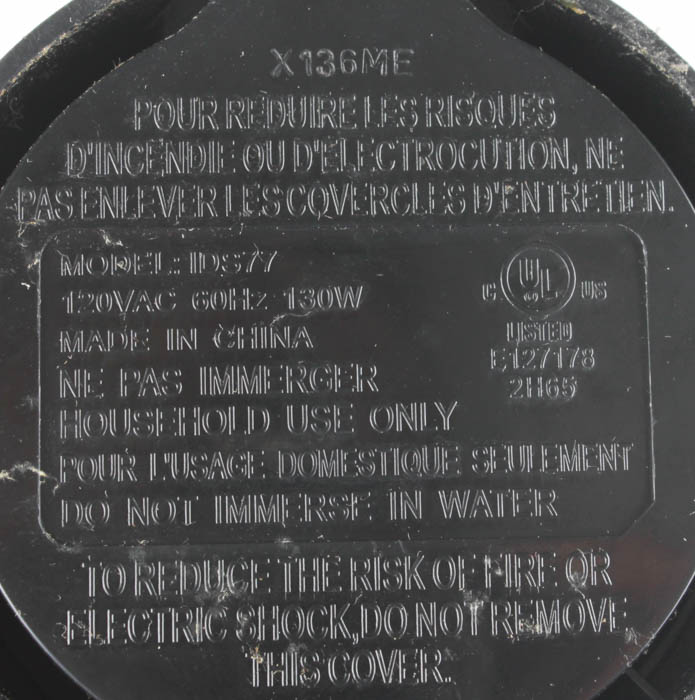 X136ME
POUR RÉDUIRE LES RISQUES
D'INCENDIE OU D'ÉLECTROCUTION, NE
PAS ENLEVER LES COVERCLES D'ENTRETIEN.
MODEL: IDS77
120VAC 60Hz 130W
MADE IN CHINA
NE PAS IMMERGER
HOUSEHOLD USE ONLY
POUR L'USAGE DOMESTIQUE SEULEMENT
DO NOT IMMERSE IN WATER
C UL US
LISTED
E127178
2H65
TO REDUCE THE RISK OF FIRE OR
ELECTRIC SHOCK, DO NOT REMOVE
THIS COVER.